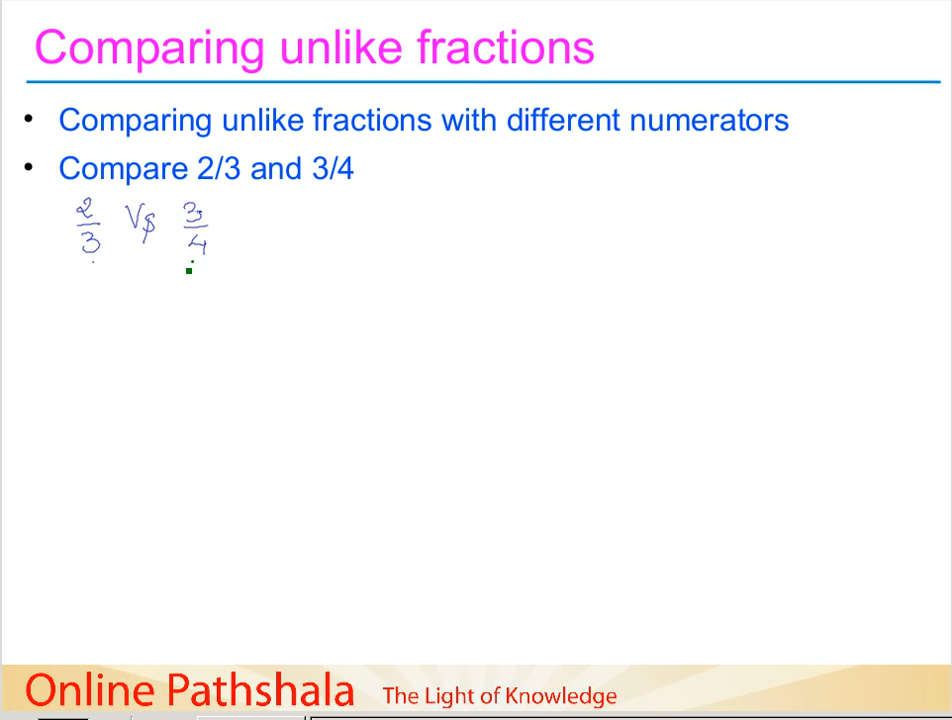 Comparing unlike fractions
• Comparing unlike fractions with different numerators
• Compare 2/3 and 3/4
2/3 Vs 3/4
Online Pathshala The Light of Knowledge